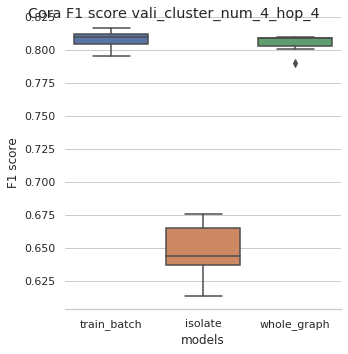 Cora F1 score vali_cluster_num_4_hop_4
0.825
0.800
0.775
0.750
0.725
0.700
0.675
0.650
0.625
F1 score
train_batch isolate whole_graph
models